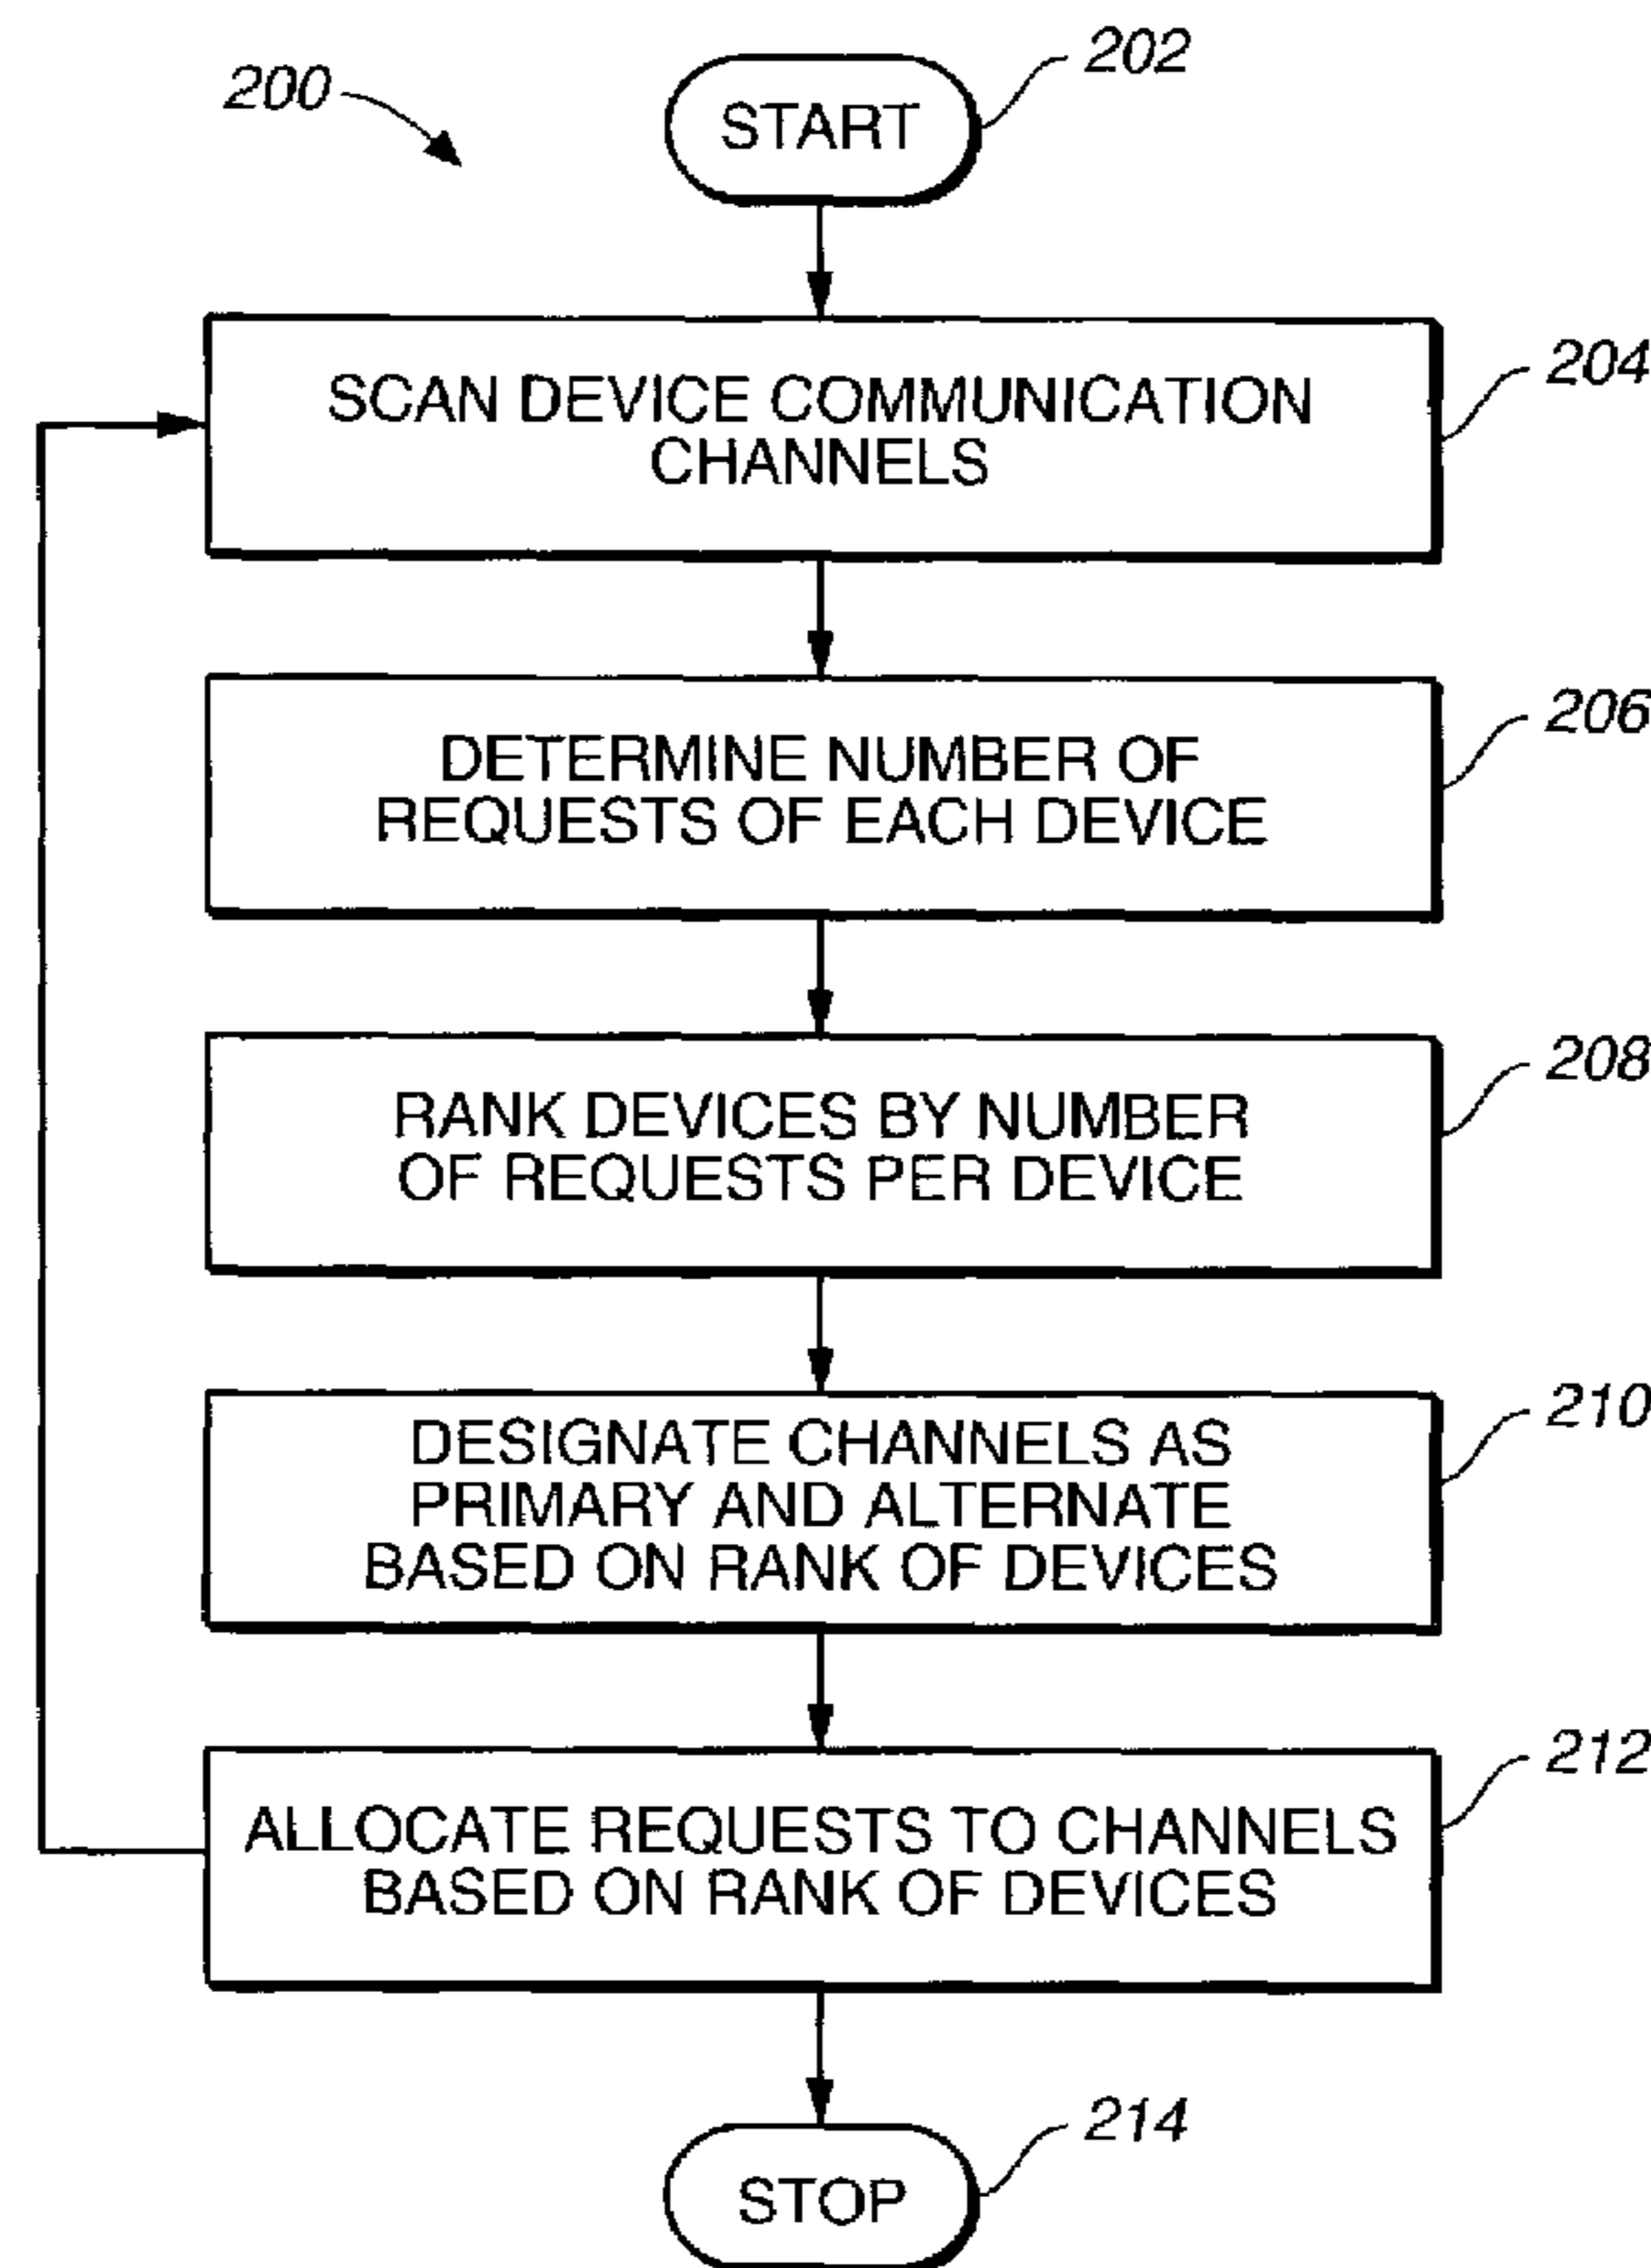 200
202
START
204
SCAN DEVICE COMMUNICATION
CHANNELS
206
DETERMINE NUMBER OF
REQUESTS OF EACH DEVICE
208
RANK DEVICES BY NUMBER
OF REQUESTS PER DEVICE
210
DESIGNATE CHANNELS AS
PRIMARY AND ALTERNATE
BASED ON RANK OF DEVICES
212
ALLOCATE REQUESTS TO CHANNELS
BASED ON RANK OF DEVICES
214
STOP